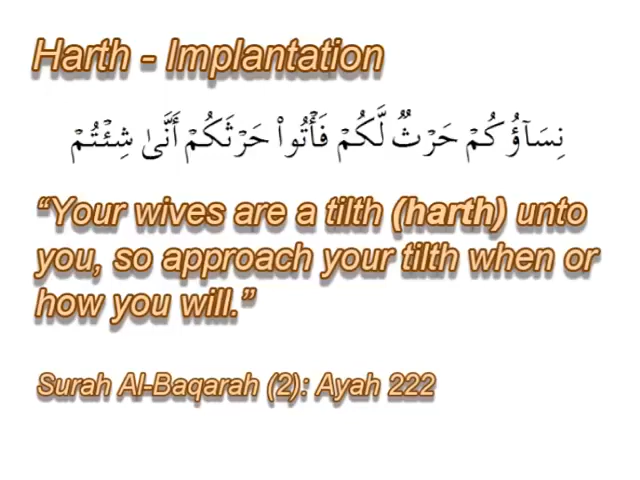 Harth - Implantation
نِسَآؤُكُمْ حَرْثٌ لَّكُمْ فَأْتُوا۟ حَرْثَكُمْ أَنَّىٰ شِئْتُمْ
“Your wives are a tilth (harth) unto
you, so approach your tilth when or
how you will.”
Surah Al-Baqarah (2): Ayah 222